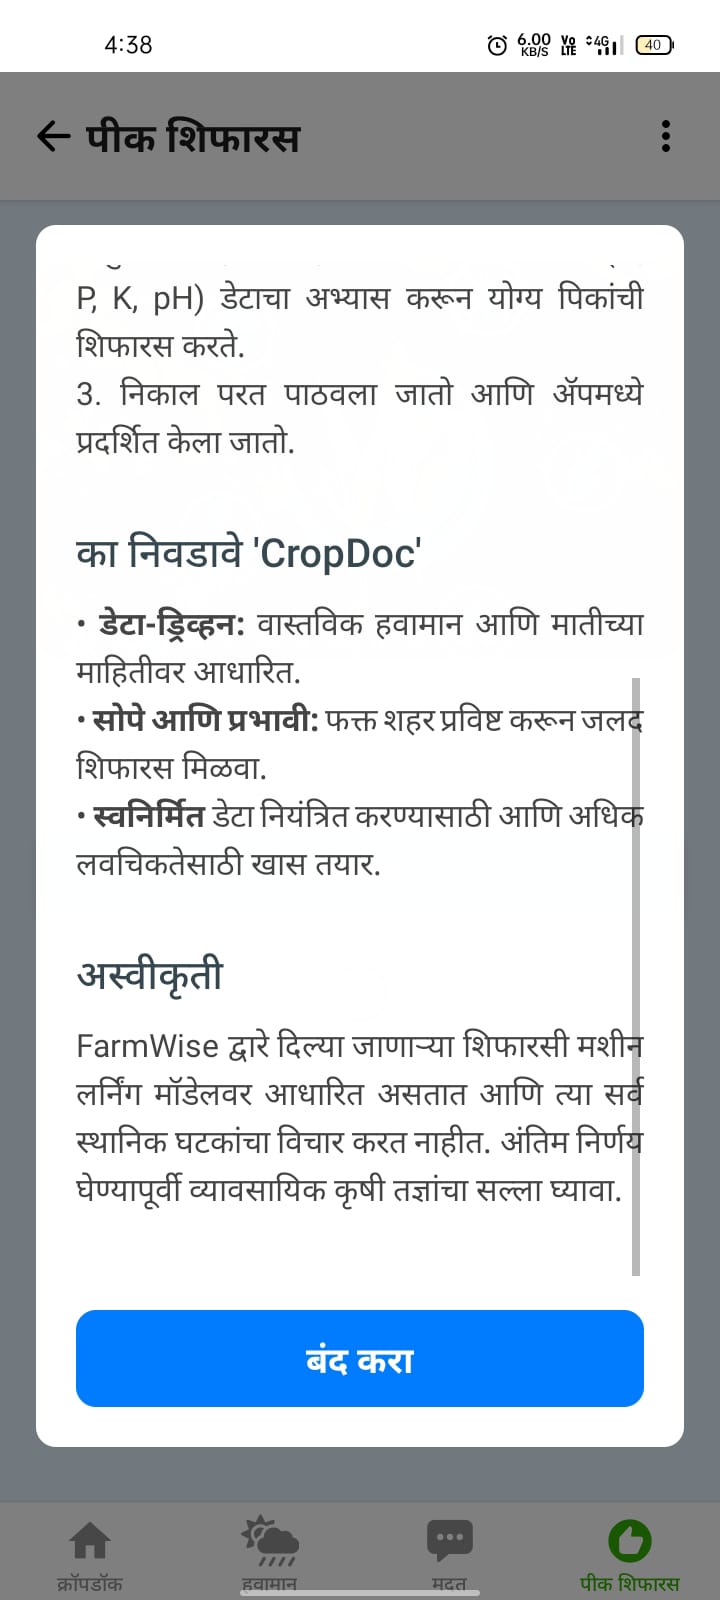 4:38
6.00 KB/S Vo LTE 4G 40
पीक शिफारस
P, K, pH) डेटाचा अभ्यास करून योग्य पिकांची
शिफारस करते.
3. निकाल परत पाठवला जातो आणि ॲपमध्ये
प्रदर्शित केला जातो.
का निवडावे 'CropDoc'
• डेटा-ड्रिव्हन: वास्तविक हवामान आणि मातीच्या
माहितीवर आधारित.
• सोपे आणि प्रभावी: फक्त शहर प्रविष्ट करून जलद
शिफारस मिळवा.
• स्वनिर्मित डेटा नियंत्रित करण्यासाठी आणि अधिक
लवचिकतेसाठी खास तयार.
अस्वीकृती
FarmWise द्वारे दिल्या जाणाऱ्या शिफारसी मशीन
लर्निंग मॉडेलवर आधारित असतात आणि त्या सर्व
स्थानिक घटकांचा विचार करत नाहीत. अंतिम निर्णय
घेण्यापूर्वी व्यावसायिक कृषी तज्ञांचा सल्ला घ्यावा.
बंद करा
क्रॉपडॉक हवामान मदत पीक शिफारस